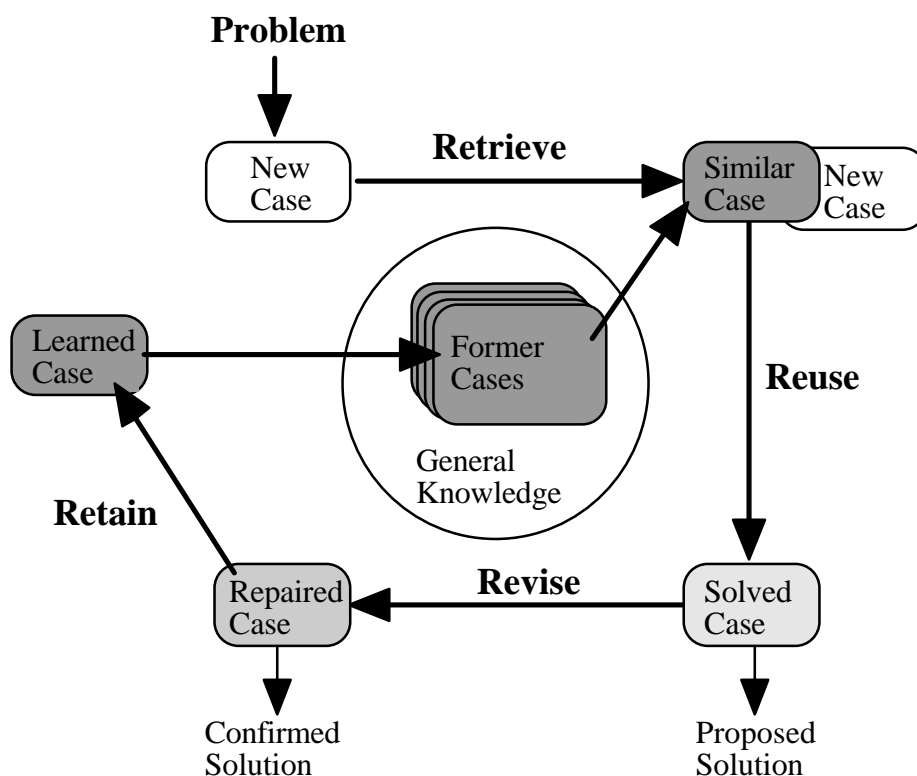 Problem
New
Case
Retrieve
Similar
Case
New
Case
Learned
Case
Former
Cases
Reuse
General
Knowledge
Retain
Repaired
Case
Revise
Solved
Case
Confirmed
Solution
Proposed
Solution